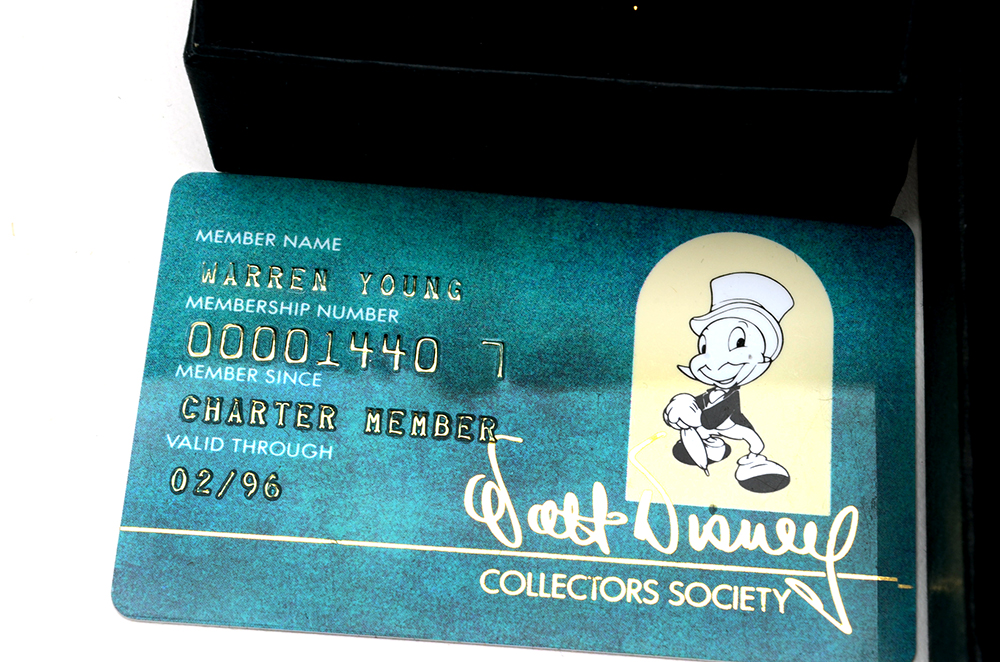 MEMBER NAME
WARREN YOUNG
MEMBERSHIP NUMBER
00001440 7
MEMBER SINCE
CHARTER MEMBER
VALID THROUGH
02/96
Walt Disney
COLLECTORS SOCIETY